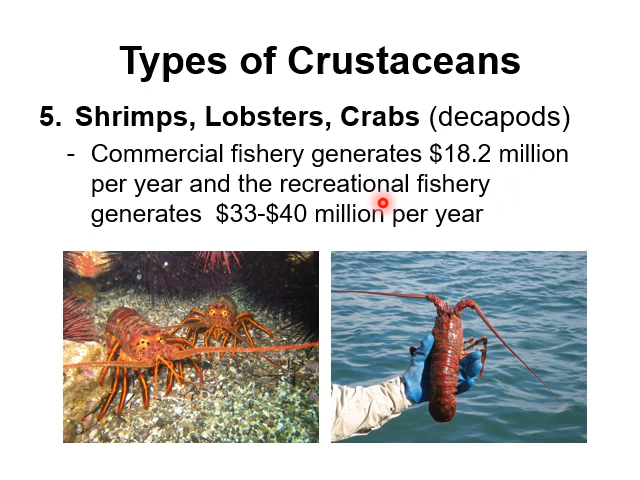 Types of Crustaceans
5. Shrimps, Lobsters, Crabs (decapods)
- Commercial fishery generates $18.2 million
per year and the recreational fishery
generates  $33-$40 million per year